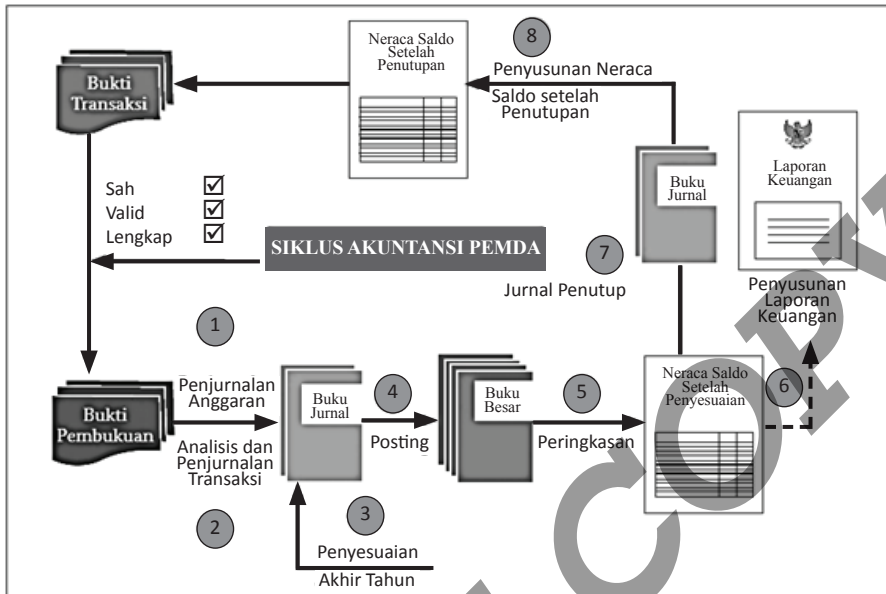 8
Neraca Saldo
Setelah
Penutupan
Penyusunan Neraca
Saldo setelah
Penutupan
Bukti
Transaksi
Laporan
Keuangan
Buku
Jurnal
Sah
Valid
Lengkap
SIKLUS AKUNTANSI PEMDA
7
Jurnal Penutup
Penyusunan
Laporan
Keuangan
1
Penjurnalan
Anggaran
Bukti
Pembukuan
Analisis dan
Penjurnalan
Transaksi
2
Buku
Jurnal
3
Penyesuaian
Akhir Tahun
4
Posting
Buku
Besar
5
Peringkasan
Neraca Saldo
Setelah
Penyesuaian
6
COPY